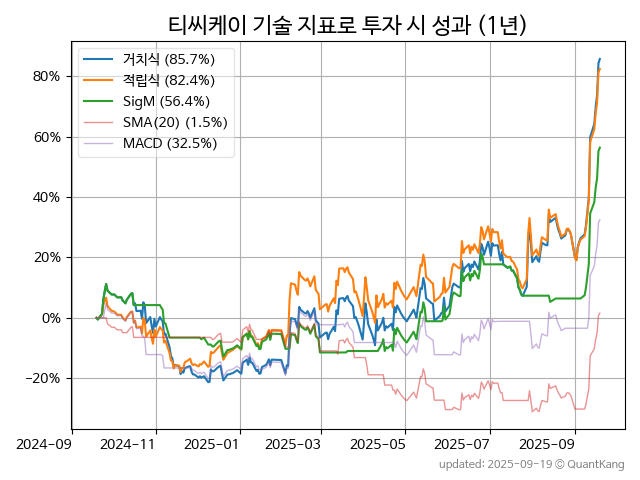 티씨케이 기술 지표로 투자 시 성과 (1년)
거치식 (85.7%)
적립식 (82.4%)
SigM (56.4%)
SMA(20) (1.5%)
MACD (32.5%)
80%
60%
40%
20%
0%
−20%
2024-09 2024-11 2025-01 2025-03 2025-05 2025-07 2025-09
updated: 2025-09-19 © QuantKang